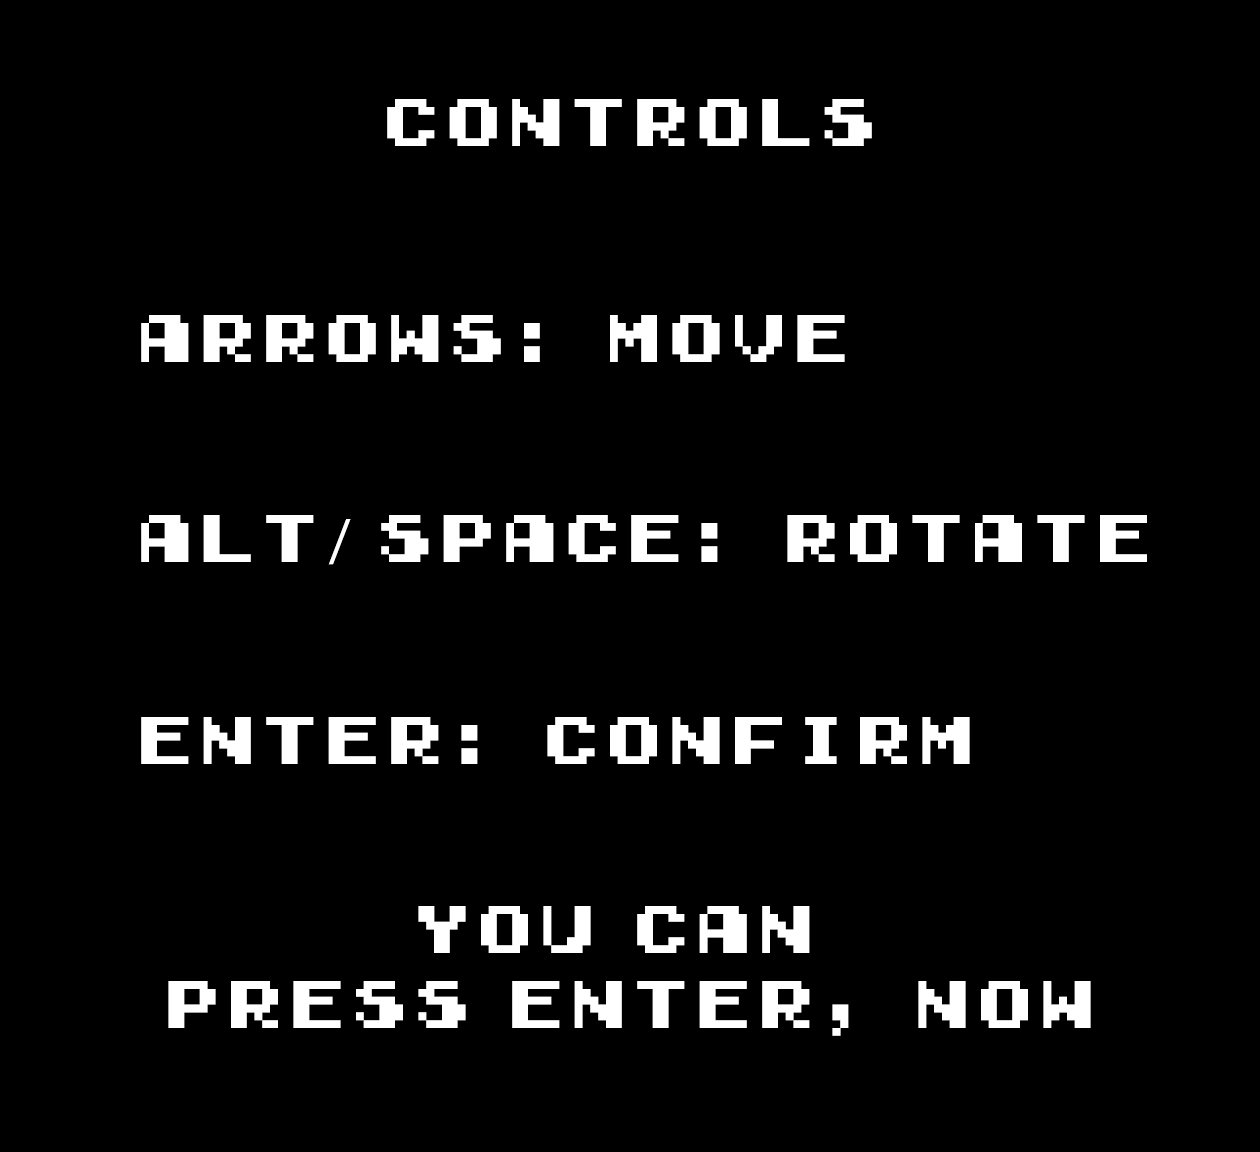 CONTROLS
ARROWS: MOVE
ALT/SPACE: ROTATE
ENTER: CONFIRM
YOU CAN
PRESS ENTER, NOW